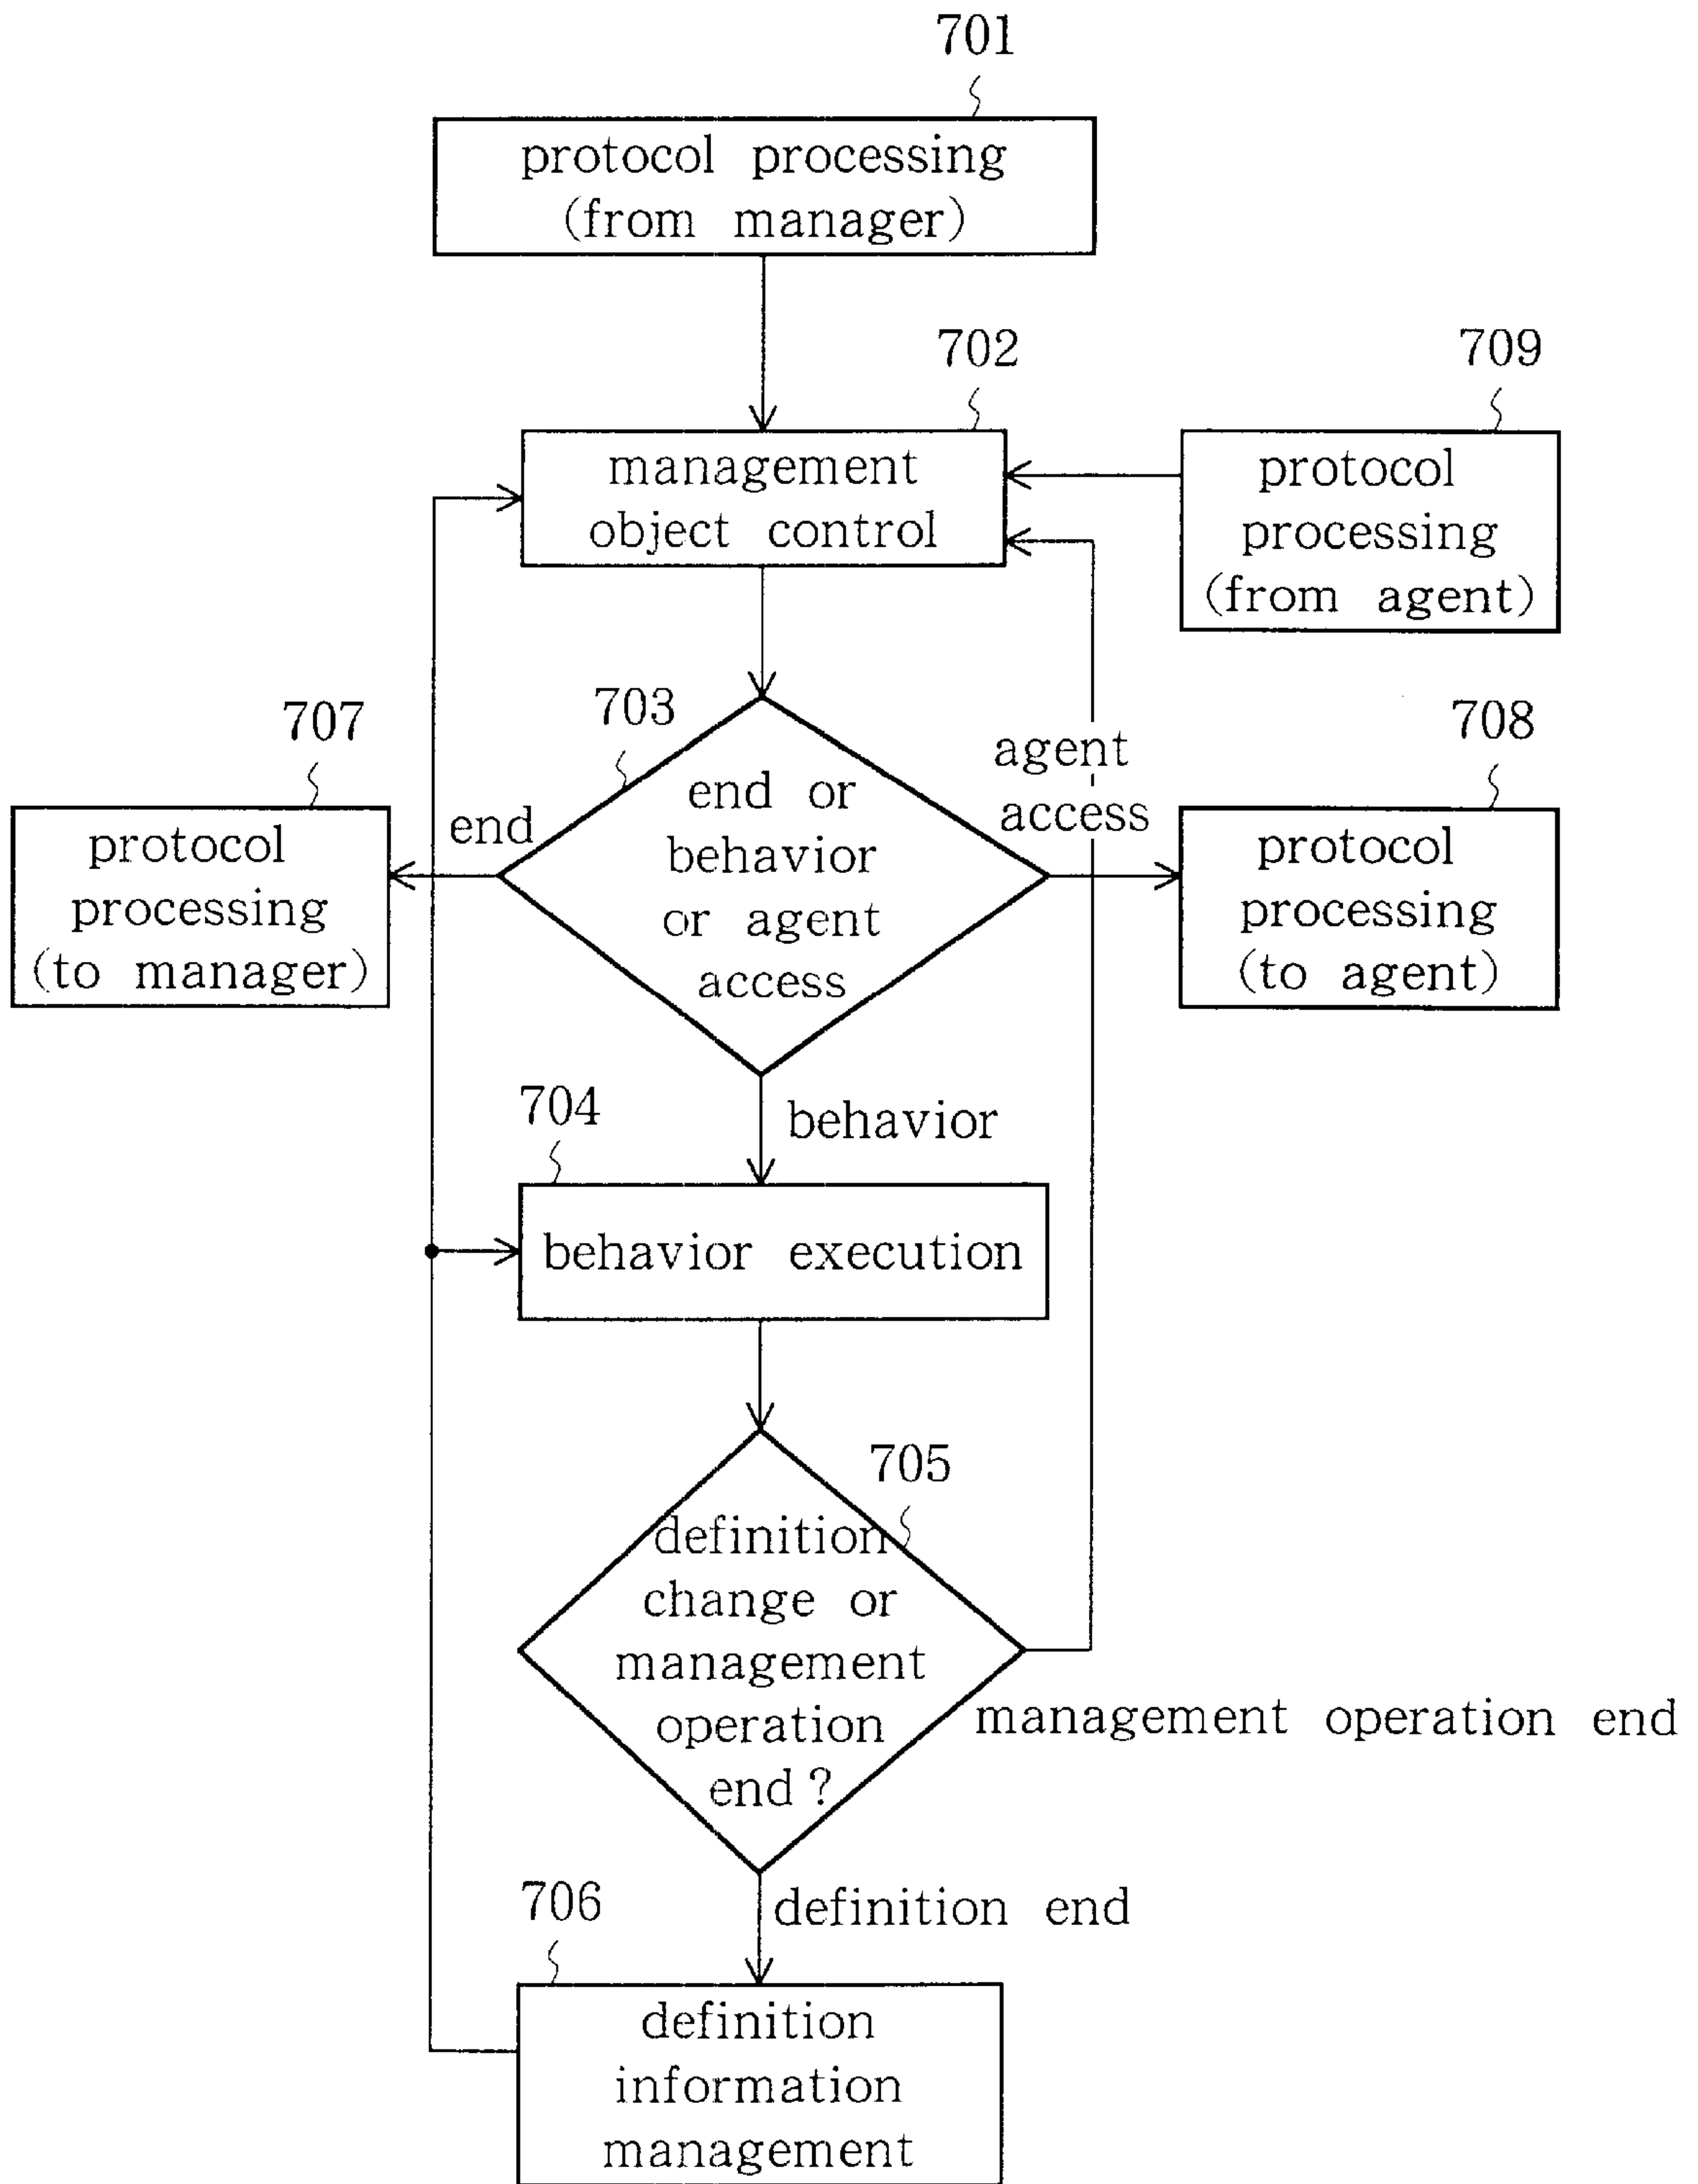 701
protocol processing
(from manager)
702
709
management
object control
protocol
processing
(from agent)
703
707
708
end or
behavior
or agent
access
end
agent
access
protocol
processing
(to manager)
protocol
processing
(to agent)
704
behavior
behavior execution
705
definition
change or
management
operation
end?
management operation end
706
definition end
definition
information
management